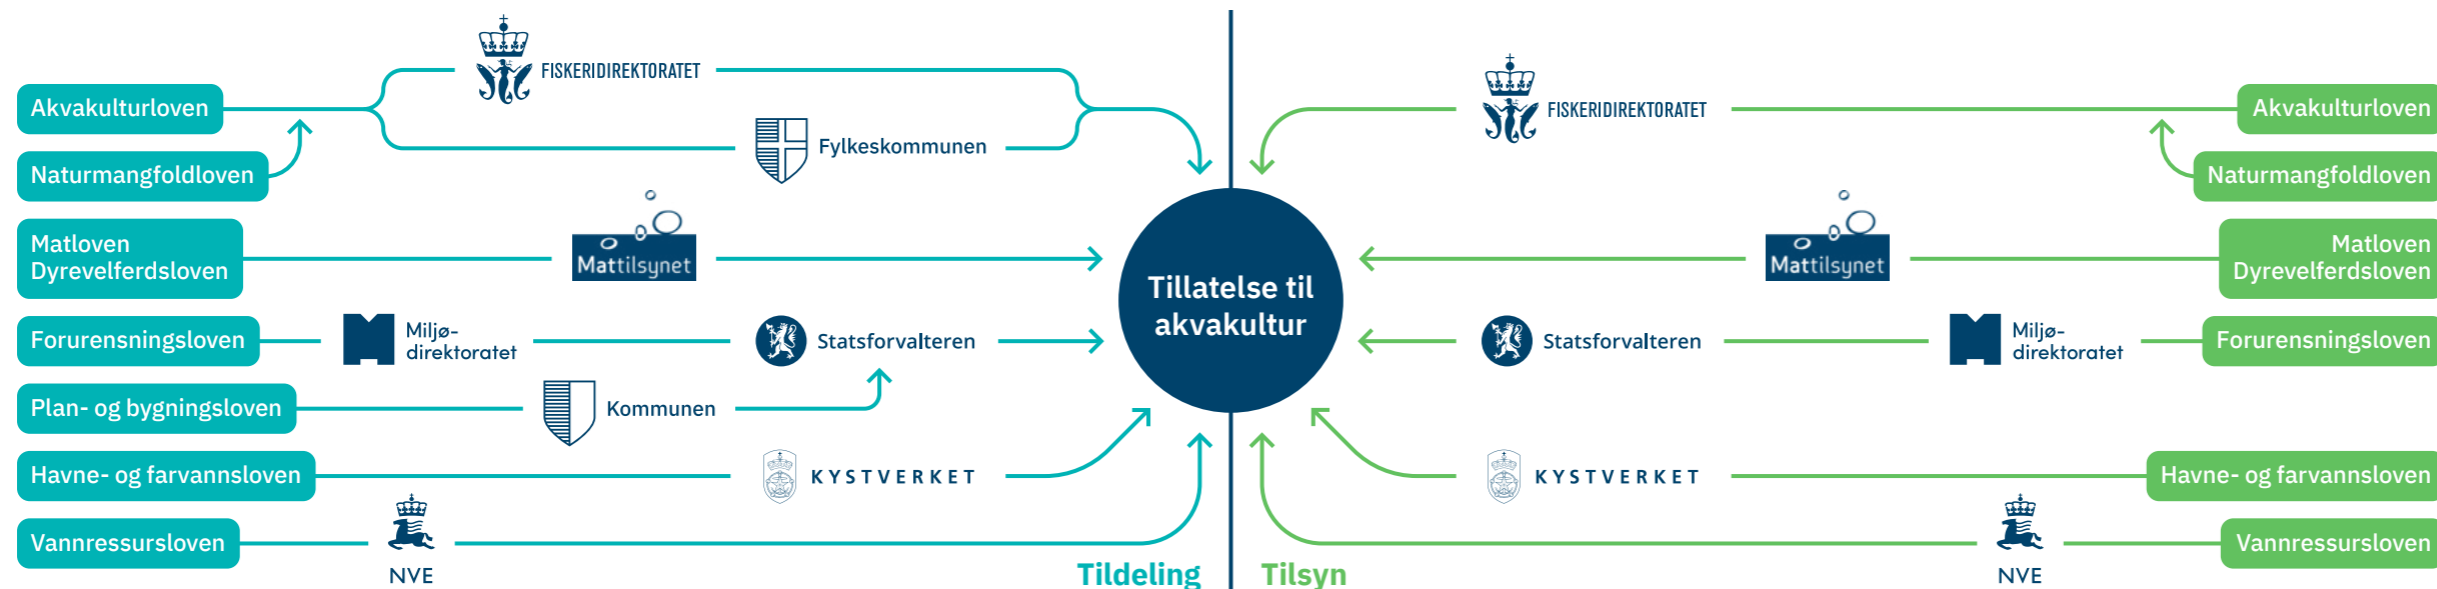 Akvakulturloven
Naturmangfoldloven
Matloven
Dyrevelferdsloven
Forurensningsloven
Plan- og bygningsloven
Havne- og farvannsloven
Vannressursloven
FISKERIDIREKTORATET
Fylkeskommunen
Mattilsynet
Miljø-
direktoratet
Statsforvalteren
Kommunen
KYSTVERKET
NVE
Tildeling
Tillatelse til
akvakultur
Tilsyn
FISKERIDIREKTORATET
Mattilsynet
Statsforvalteren
Miljø-
direktoratet
KYSTVERKET
NVE
Akvakulturloven
Naturmangfoldloven
Matloven
Dyrevelferdsloven
Forurensningsloven
Havne- og farvannsloven
Vannressursloven